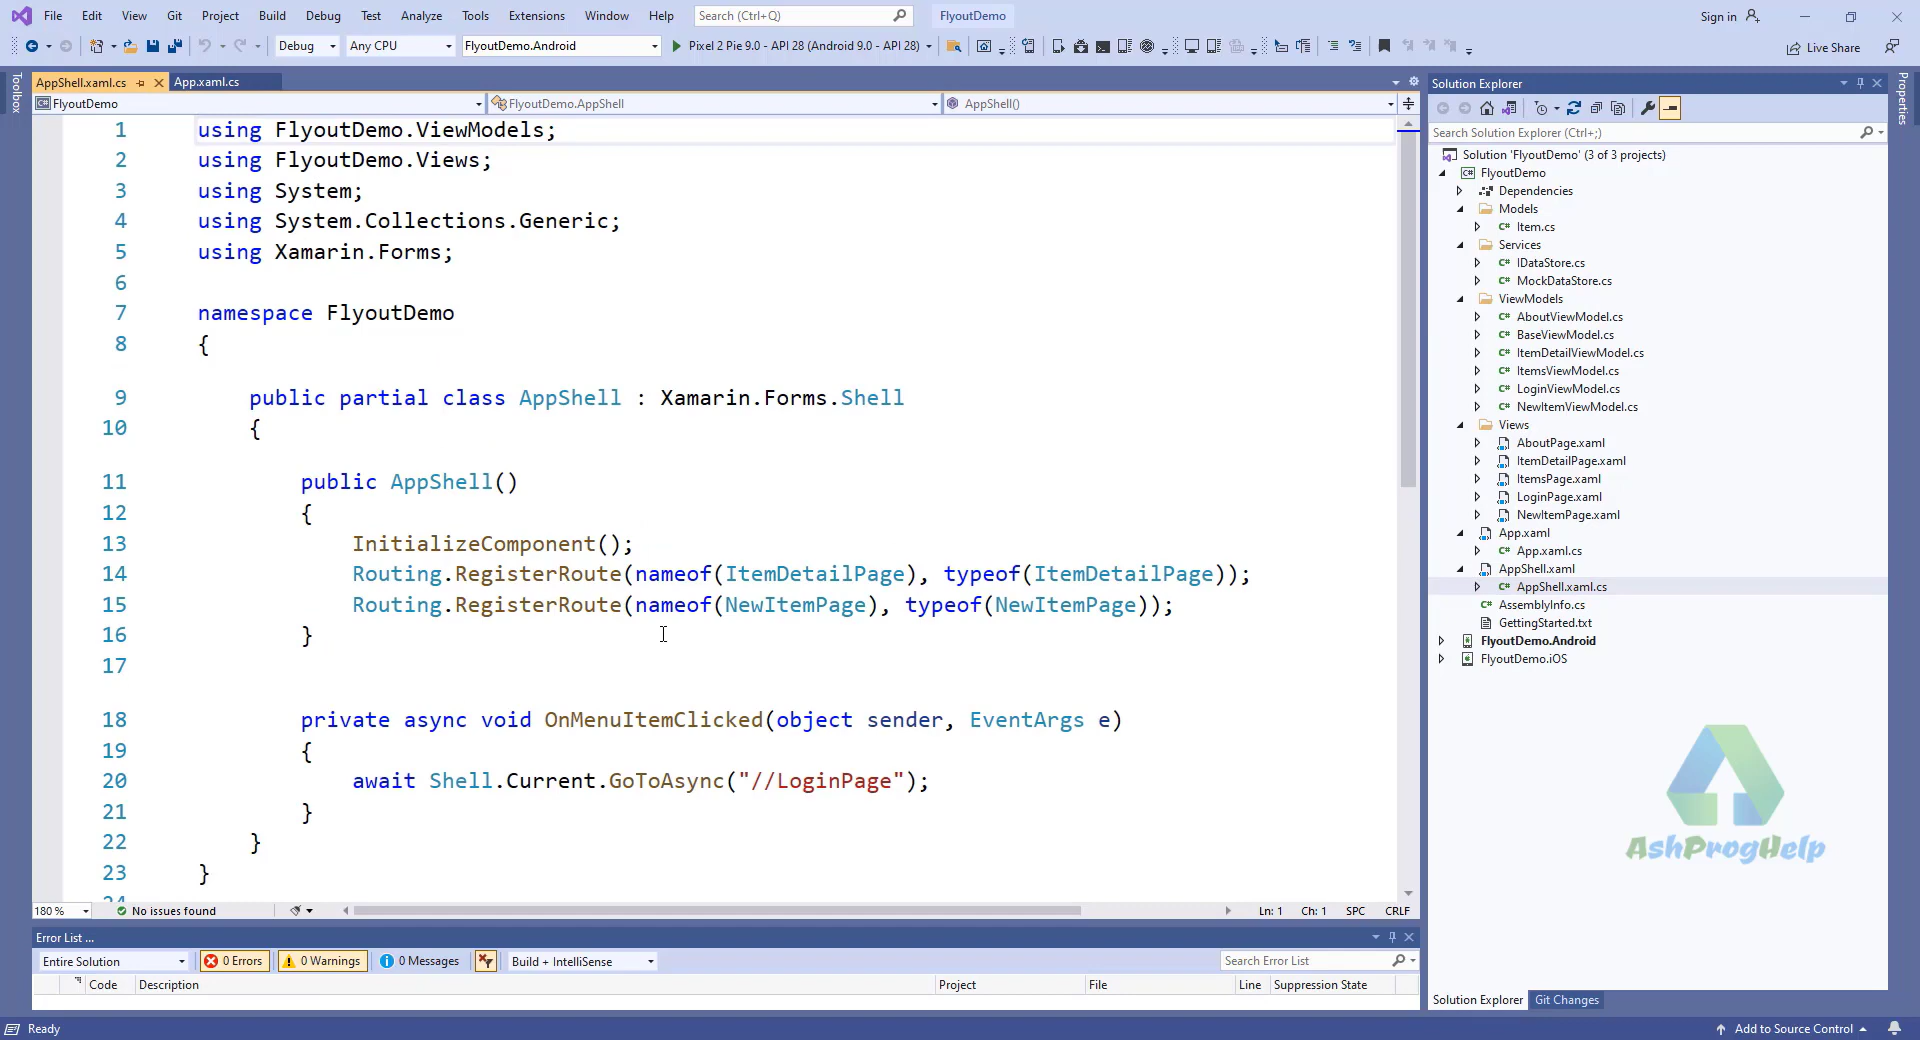 File Edit View Git Project Build Debug Test Analyze Tools Extensions Window Help Search (Ctrl+Q) FlyoutDemo Sign in
Debug Any CPU FlyoutDemo.Android Pixel 2 Pie 9.0 - API 28 (Android 9.0 - API 28) Live Share
Toolbox
AppShell.xaml.cs App.xaml.cs
FlyoutDemo FlyoutDemo.AppShell AppShell()
1 using FlyoutDemo.ViewModels;
2 using FlyoutDemo.Views;
3 using System;
4 using System.Collections.Generic;
5 using Xamarin.Forms;
6
7 namespace FlyoutDemo
8 {
9 public partial class AppShell : Xamarin.Forms.Shell
10 {
11 public AppShell()
12 {
13 InitializeComponent();
14 Routing.RegisterRoute(nameof(ItemDetailPage), typeof(ItemDetailPage));
15 Routing.RegisterRoute(nameof(NewItemPage), typeof(NewItemPage));
16 }
17
18 private async void OnMenuItemClicked(object sender, EventArgs e)
19 {
20 await Shell.Current.GoToAsync("//LoginPage");
21 }
22 }
23 }
24
180 % No issues found Ln: 1 Ch: 1 SPC CRLF
Error List ...
Entire Solution 0 Errors 0 Warnings 0 Messages Build + IntelliSense Search Error List
Code Description Project File Line Suppression State
Solution Explorer
Search Solution Explorer (Ctrl+;)
Solution 'FlyoutDemo' (3 of 3 projects)
FlyoutDemo
Dependencies
Models
Item.cs
Services
IDataStore.cs
MockDataStore.cs
ViewModels
AboutViewModel.cs
BaseViewModel.cs
ItemDetailViewModel.cs
ItemsViewModel.cs
LoginViewModel.cs
NewItemViewModel.cs
Views
AboutPage.xaml
ItemDetailPage.xaml
ItemsPage.xaml
LoginPage.xaml
NewItemPage.xaml
App.xaml
App.xaml.cs
AppShell.xaml
AppShell.xaml.cs
AssemblyInfo.cs
GettingStarted.txt
FlyoutDemo.Android
FlyoutDemo.iOS
AshProgHelp
Solution Explorer Git Changes
Properties
Ready Add to Source Control